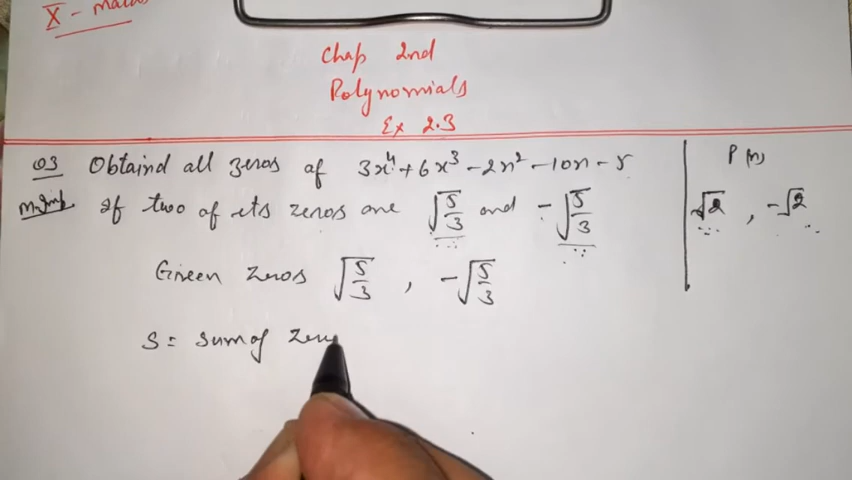 X - maths
Chap 2nd
Polynomials
Ex 2.3
Q3 Obtaind all zeros of 3x⁴+6x³-2x²-10x-5
If two of its zeros are √5/3 and -√5/3
Given zeros √5/3 , -√5/3
S = Sum of Zero
P(x)
√2 , -√2